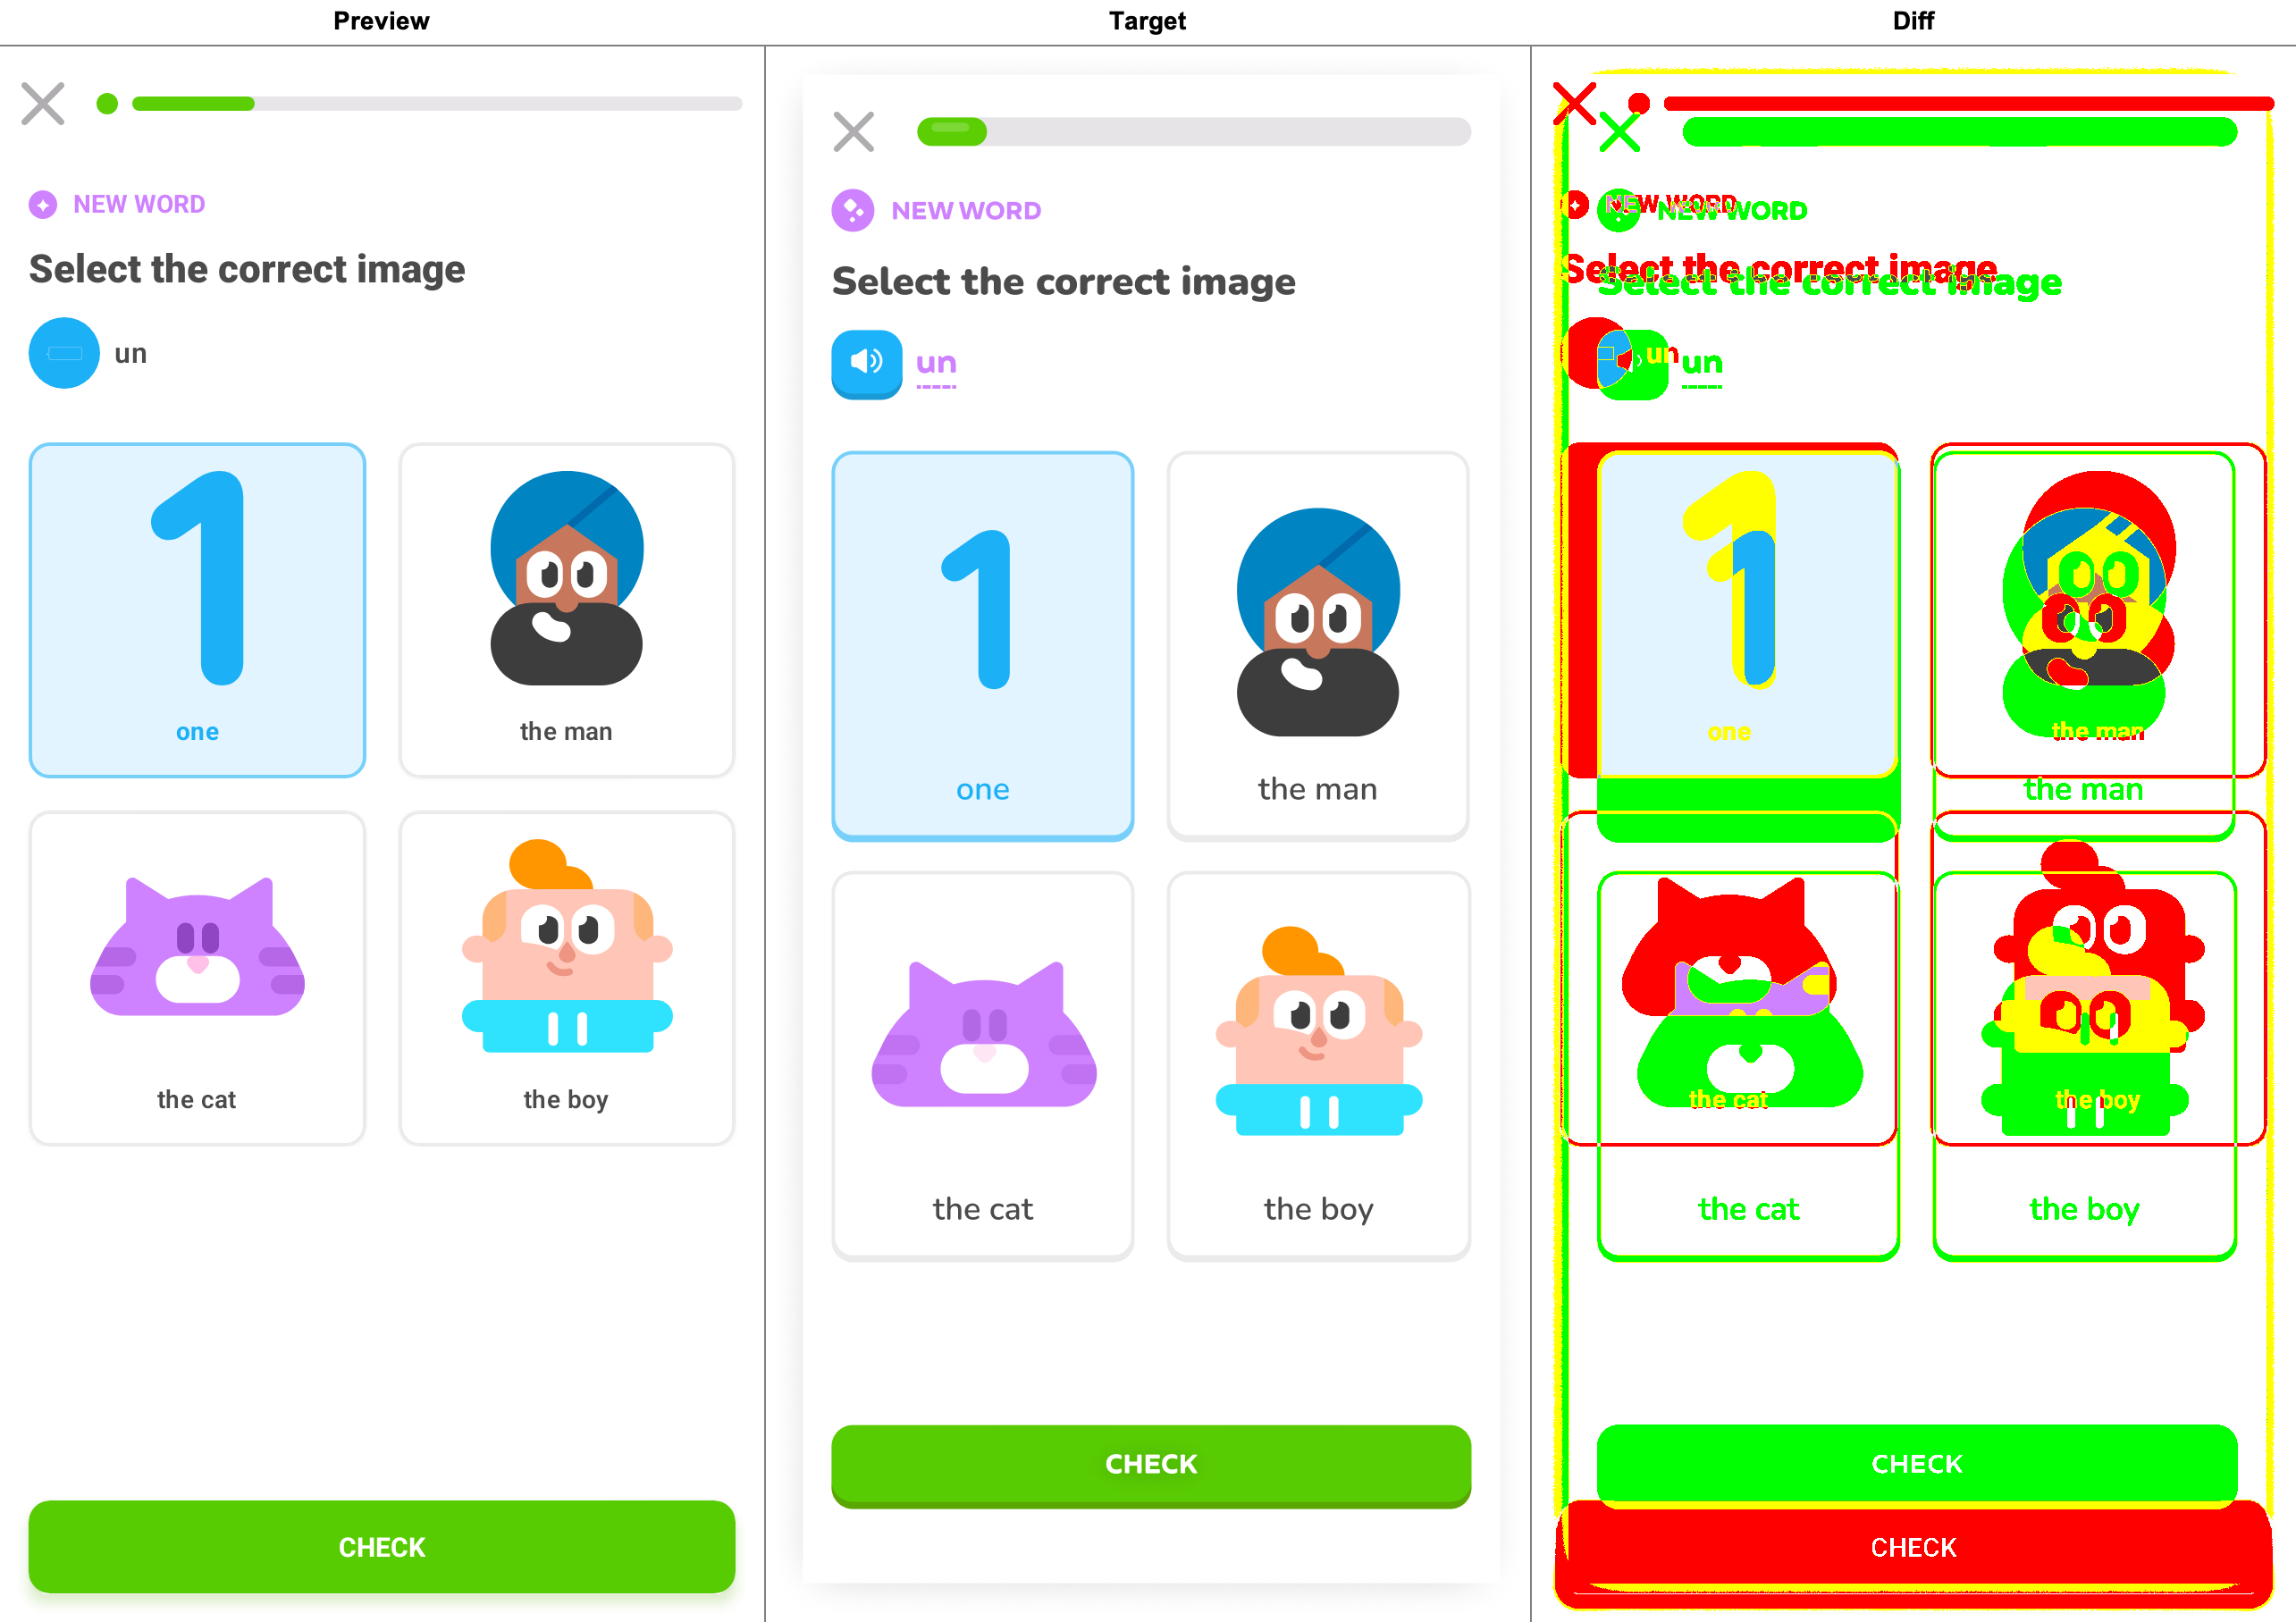 Preview
Target
Diff
NEW WORD
Select the correct image
un
1
one
the man
the cat
the boy
CHECK
NEW WORD
Select the correct image
un
1
one
the man
the cat
the boy
CHECK
NEW WORD
NEW WORD
Select the correct image
Select the correct image
un
un
1
1
one
the man
the man
the cat
the boy
the cat
the boy
CHECK
CHECK